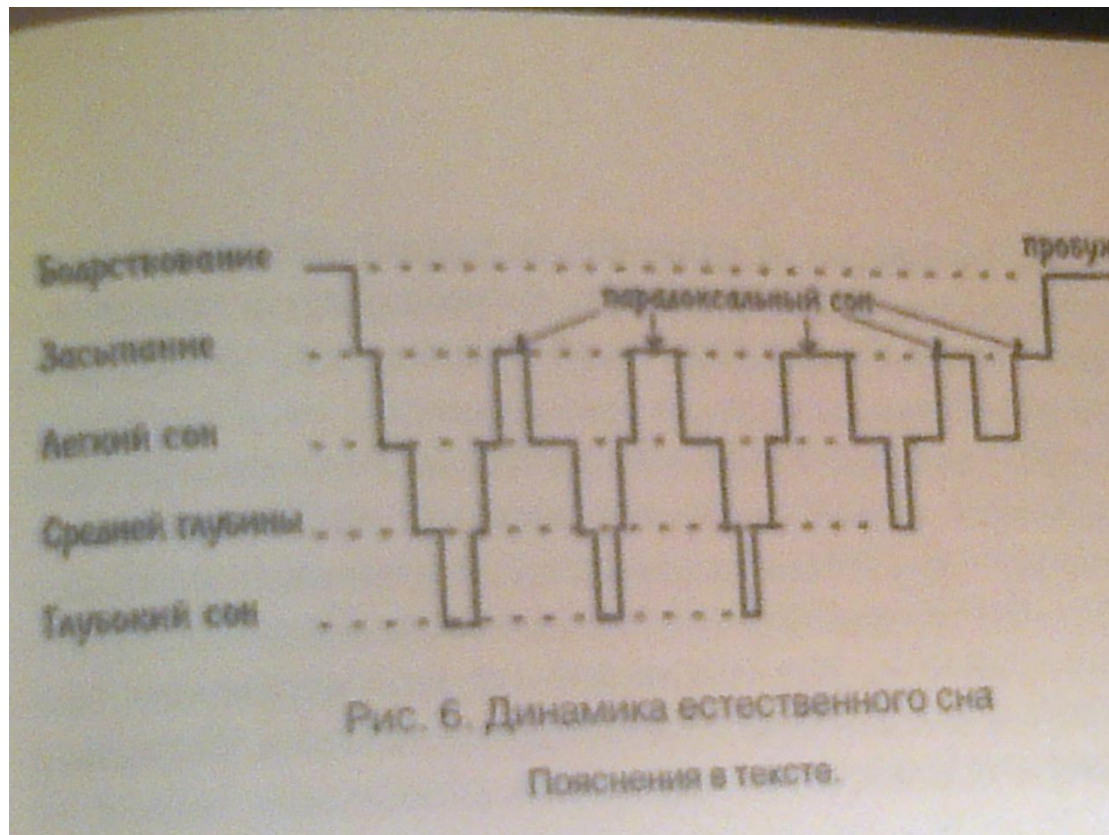 Бодрствование
пробуж
парадоксальный сон
Засыпание
Легкий сон
Средней глубины
Глубокий сон
Рис. 6. Динамика естественного сна
Пояснения в тексте.